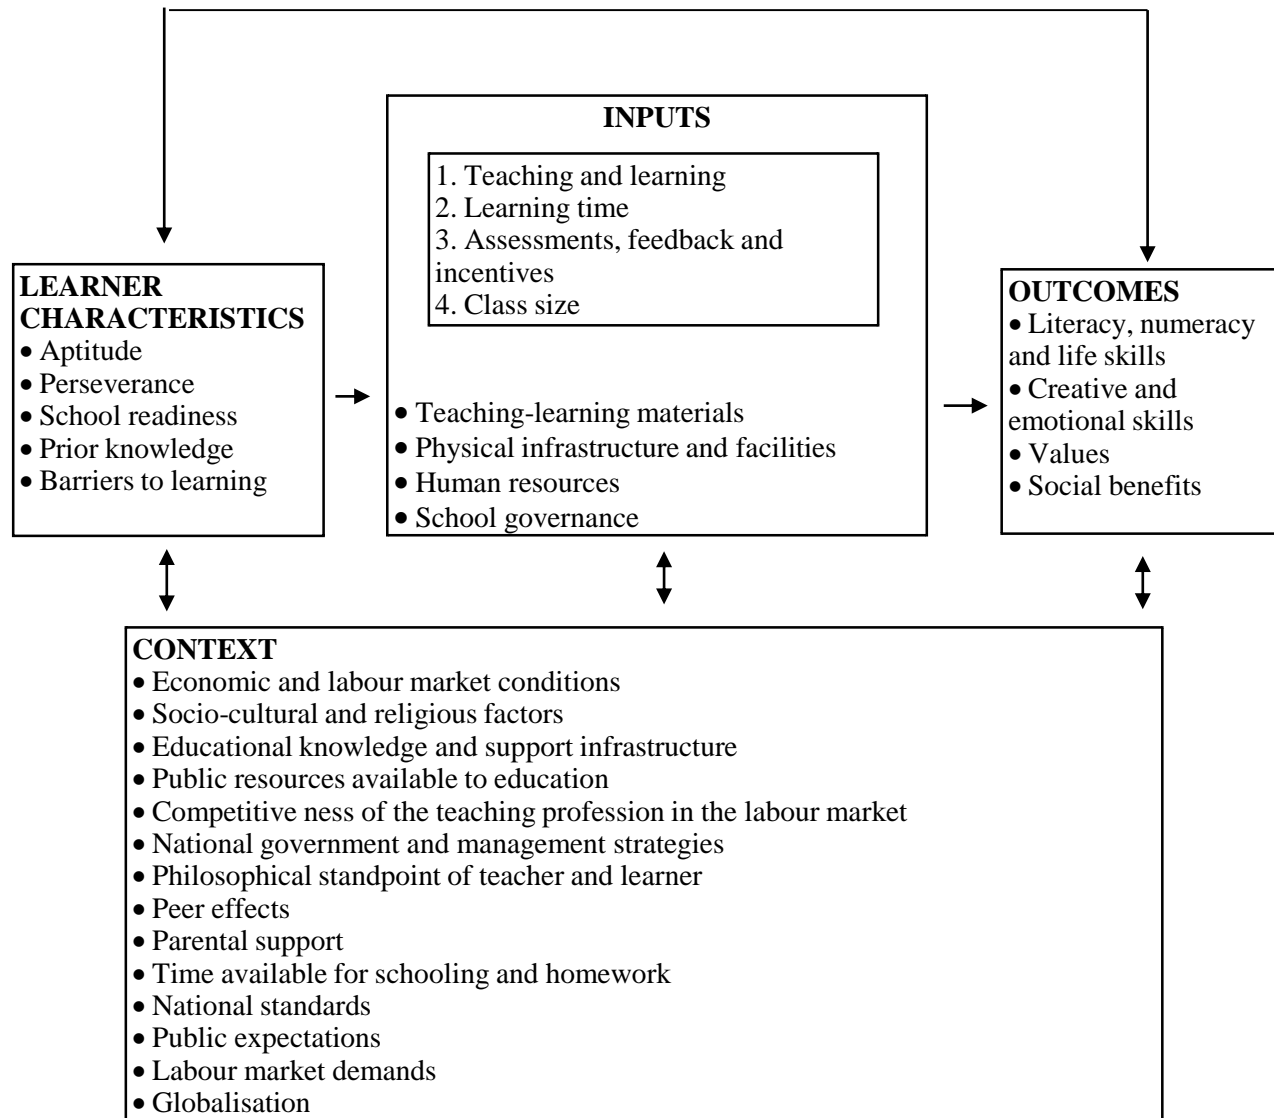 INPUTS
1. Teaching and learning
2. Learning time
3. Assessments, feedback and
incentives
4. Class size
• Teaching-learning materials
• Physical infrastructure and facilities
• Human resources
• School governance
LEARNER
CHARACTERISTICS
• Aptitude
• Perseverance
• School readiness
• Prior knowledge
• Barriers to learning
OUTCOMES
• Literacy, numeracy
and life skills
• Creative and
emotional skills
• Values
• Social benefits
CONTEXT
• Economic and labour market conditions
• Socio-cultural and religious factors
• Educational knowledge and support infrastructure
• Public resources available to education
• Competitive ness of the teaching profession in the labour market
• National government and management strategies
• Philosophical standpoint of teacher and learner
• Peer effects
• Parental support
• Time available for schooling and homework
• National standards
• Public expectations
• Labour market demands
• Globalisation